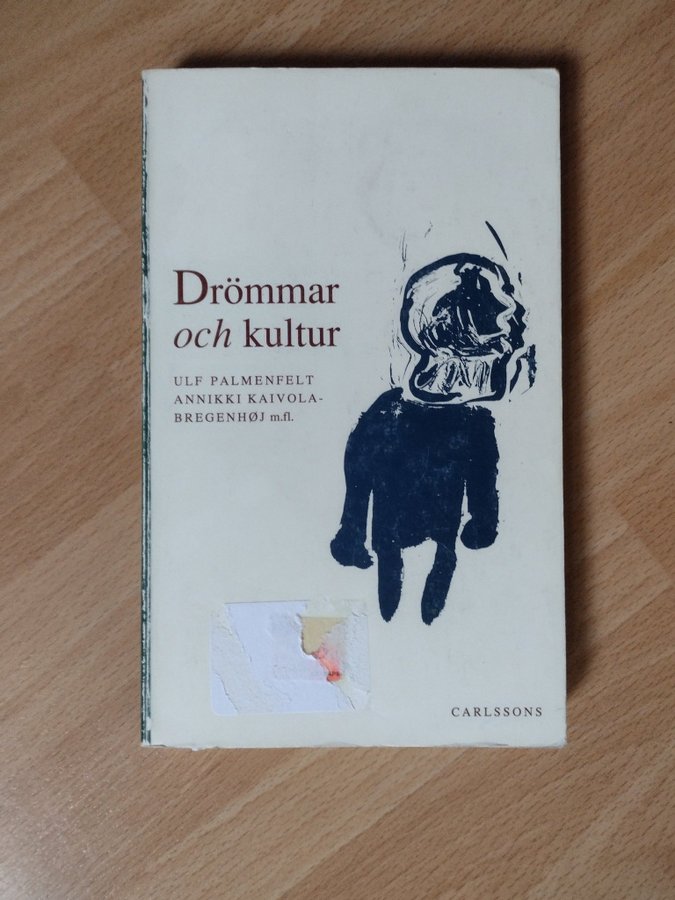 Drömmar
och kultur
ULF PALMENFELT
ANNIKKI KAIVOLA-
BREGENHØJ m.fl.
CARLSSONS